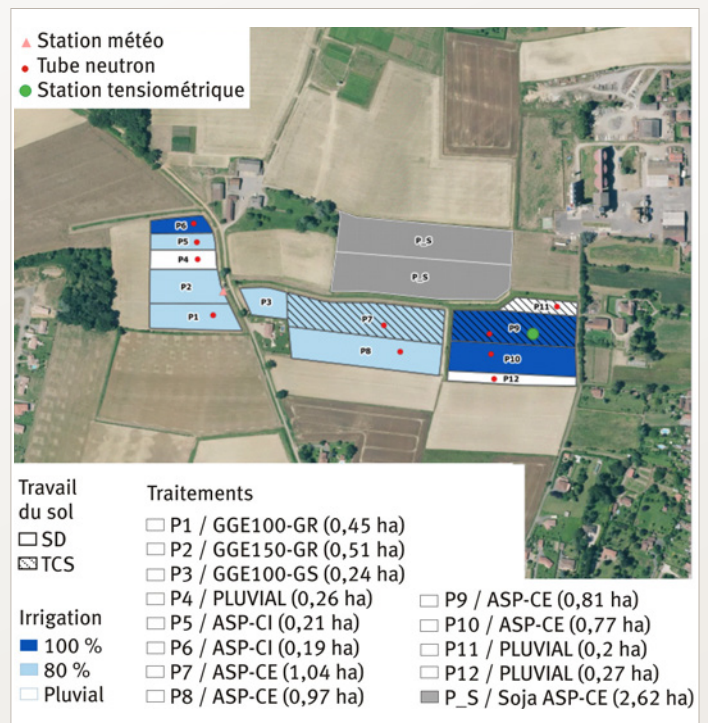 Station météo
Tube neutron
Station tensiométrique
P6
P5
P4
P2
P1
P3
P_S
P_S
P7
P8
P11
P9
P10
P12
Travail
du sol
SD
TCS
Irrigation
100 %
80 %
Pluvial
Traitements
P1 / GGE100-GR (0,45 ha)
P2 / GGE150-GR (0,51 ha)
P3 / GGE100-GS (0,24 ha)
P4 / PLUVIAL (0,26 ha)
P5 / ASP-CI (0,21 ha)
P6 / ASP-CI (0,19 ha)
P7 / ASP-CE (1,04 ha)
P8 / ASP-CE (0,97 ha)
P9 / ASP-CE (0,81 ha)
P10 / ASP-CE (0,77 ha)
P11 / PLUVIAL (0,2 ha)
P12 / PLUVIAL (0,27 ha)
P_S / Soja ASP-CE (2,62 ha)